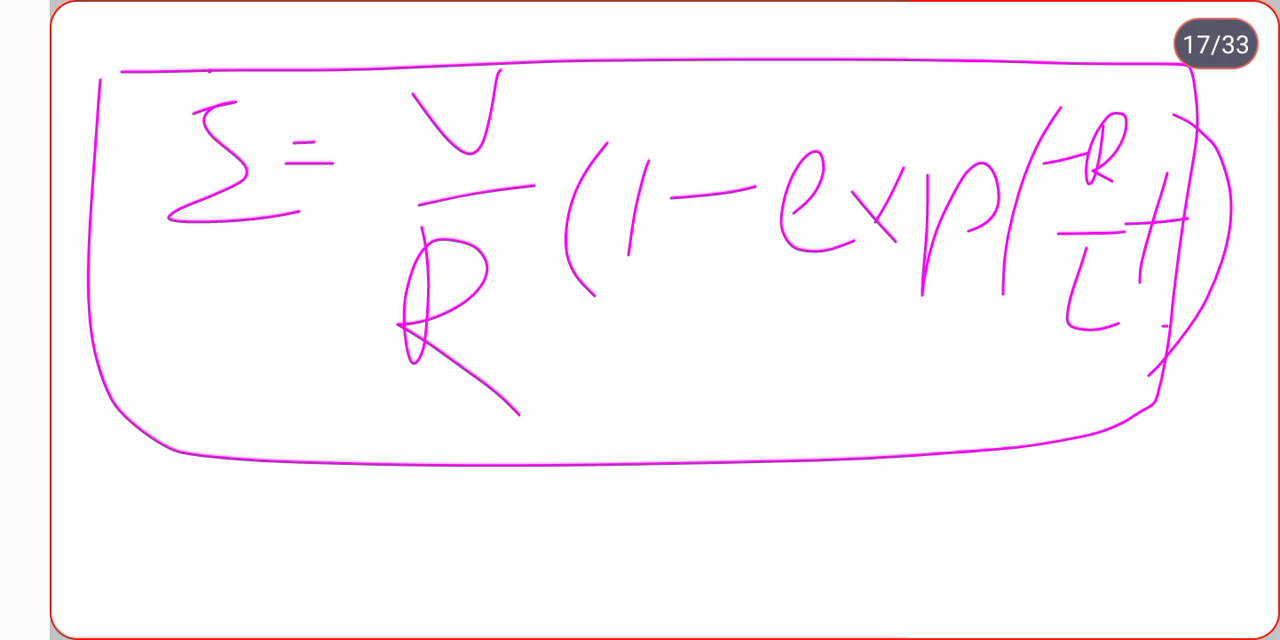 17/33
Σ = V/R (1 - exp(-R/L t))